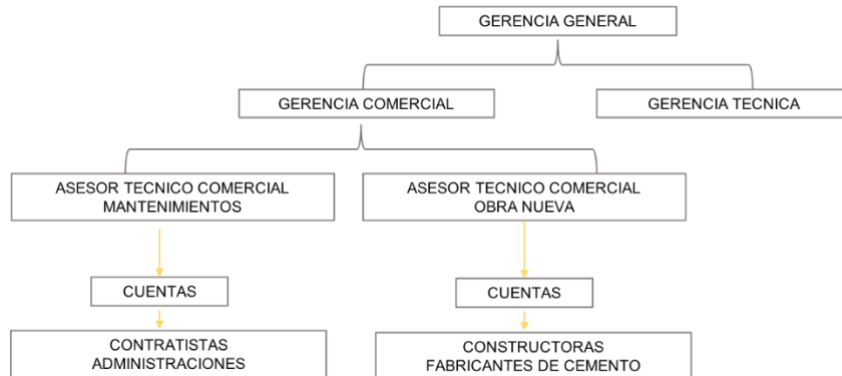 GERENCIA GENERAL
GERENCIA COMERCIAL
GERENCIA TECNICA
ASESOR TECNICO COMERCIAL
MANTENIMIENTOS
ASESOR TECNICO COMERCIAL
OBRA NUEVA
CUENTAS
CUENTAS
CONTRATISTAS
ADMINISTRACIONES
CONSTRUCTORAS
FABRICANTES DE CEMENTO